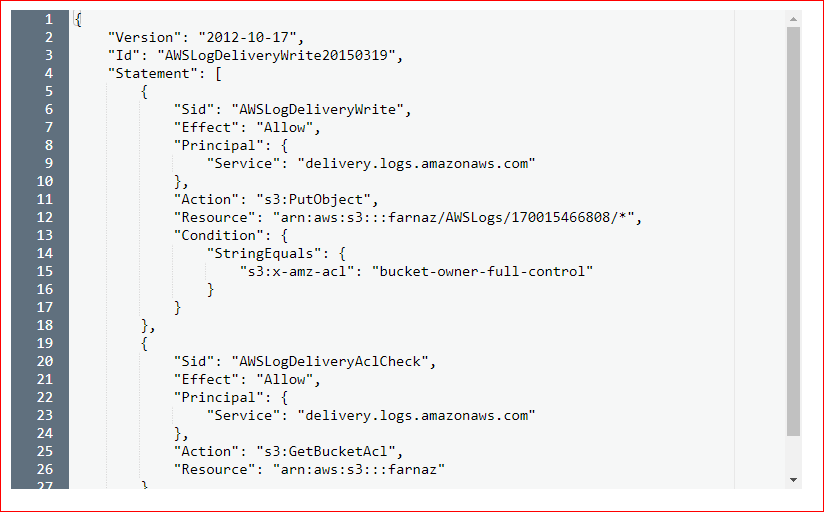 1 {
2 "Version": "2012-10-17",
3 "Id": "AWSLogDeliveryWrite20150319",
4 "Statement": [
5 {
6 "Sid": "AWSLogDeliveryWrite",
7 "Effect": "Allow",
8 "Principal": {
9 "Service": "delivery.logs.amazonaws.com"
10 },
11 "Action": "s3:PutObject",
12 "Resource": "arn:aws:s3:::farnaz/AWSLogs/170015466808/*",
13 "Condition": {
14 "StringEquals": {
15 "s3:x-amz-acl": "bucket-owner-full-control"
16 }
17 }
18 },
19 {
20 "Sid": "AWSLogDeliveryAclCheck",
21 "Effect": "Allow",
22 "Principal": {
23 "Service": "delivery.logs.amazonaws.com"
24 },
25 "Action": "s3:GetBucketAcl",
26 "Resource": "arn:aws:s3:::farnaz"
27 }